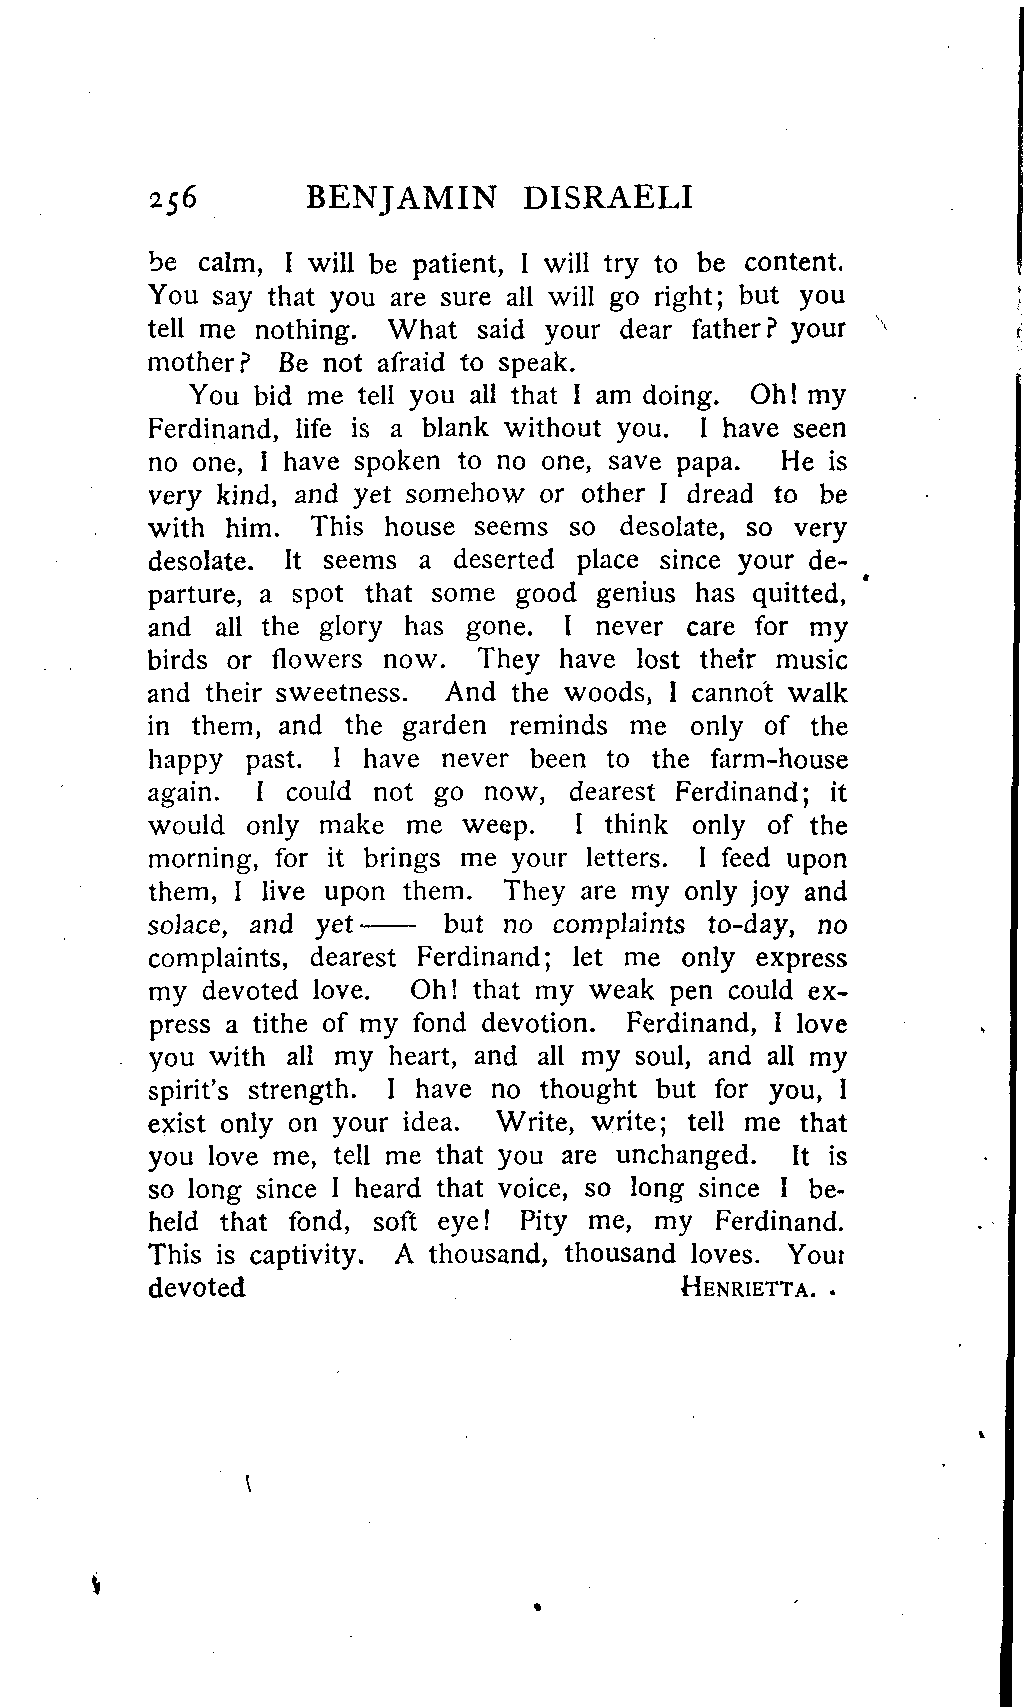 256 BENJAMIN DISRAELI
be calm, I will be patient, I will try to be content.
You say that you are sure all will go right; but you
tell me nothing. What said your dear father? your
mother? Be not afraid to speak.
You bid me tell you all that I am doing. Oh! my
Ferdinand, life is a blank without you. I have seen
no one, I have spoken to no one, save papa. He is
very kind, and yet somehow or other I dread to be
with him. This house seems so desolate, so very
desolate. It seems a deserted place since your de-
parture, a spot that some good genius has quitted,
and all the glory has gone. I never care for my
birds or flowers now. They have lost their music
and their sweetness. And the woods, I cannot walk
in them, and the garden reminds me only of the
happy past. I have never been to the farm-house
again. I could not go now, dearest Ferdinand; it
would only make me weep. I think only of the
morning, for it brings me your letters. I feed upon
them, I live upon them. They are my only joy and
solace, and yet —— but no complaints to-day, no
complaints, dearest Ferdinand; let me only express
my devoted love. Oh! that my weak pen could ex-
press a tithe of my fond devotion. Ferdinand, I love
you with all my heart, and all my soul, and all my
spirit's strength. I have no thought but for you, I
exist only on your idea. Write, write; tell me that
you love me, tell me that you are unchanged. It is
so long since I heard that voice, so long since I be-
held that fond, soft eye! Pity me, my Ferdinand.
This is captivity. A thousand, thousand loves. Your
devoted HENRIETTA.